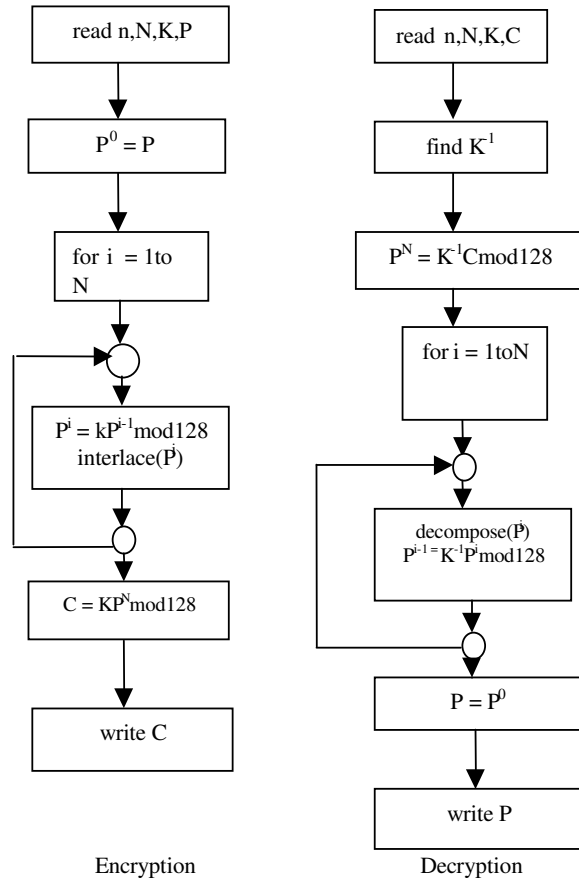 read n,N,K,P
P⁰ = P
for i = 1to
N
Pⁱ = kPⁱ⁻¹mod128
interlace(Pⁱ)
C = KPᴺmod128
write C
Encryption
read n,N,K,C
find K⁻¹
Pᴺ = K⁻¹Cmod128
for i = 1toN
decompose(Pⁱ)
Pⁱ⁻¹ ⁼ K⁻¹Pⁱmod128
P = P⁰
write P
Decryption